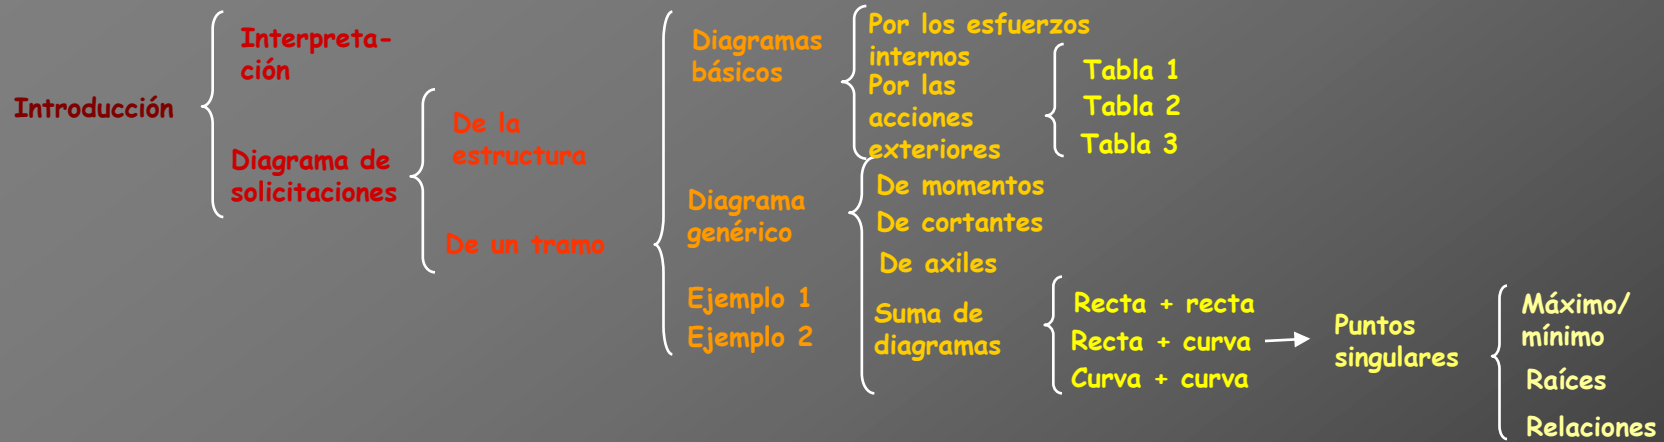 Introducción
Interpreta-
ción
Diagrama de
solicitaciones
De la
estructura
De un tramo
Diagramas
básicos
Diagrama
genérico
Ejemplo 1
Ejemplo 2
Por los esfuerzos
internos
Por las
acciones
exteriores
Tabla 1
Tabla 2
Tabla 3
De momentos
De cortantes
De axiles
Suma de
diagramas
Recta + recta
Recta + curva
Curva + curva
Puntos
singulares
Máximo/
mínimo
Raíces
Relaciones